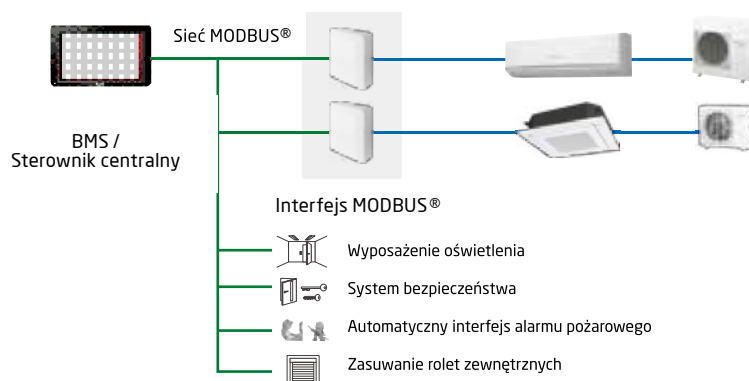 Sieć MODBUS®
BMS /
Sterownik centralny
Interfejs MODBUS®
Wyposażenie oświetlenia
System bezpieczeństwa
Automatyczny interfejs alarmu pożarowego
Zasuwanie rolet zewnętrznych